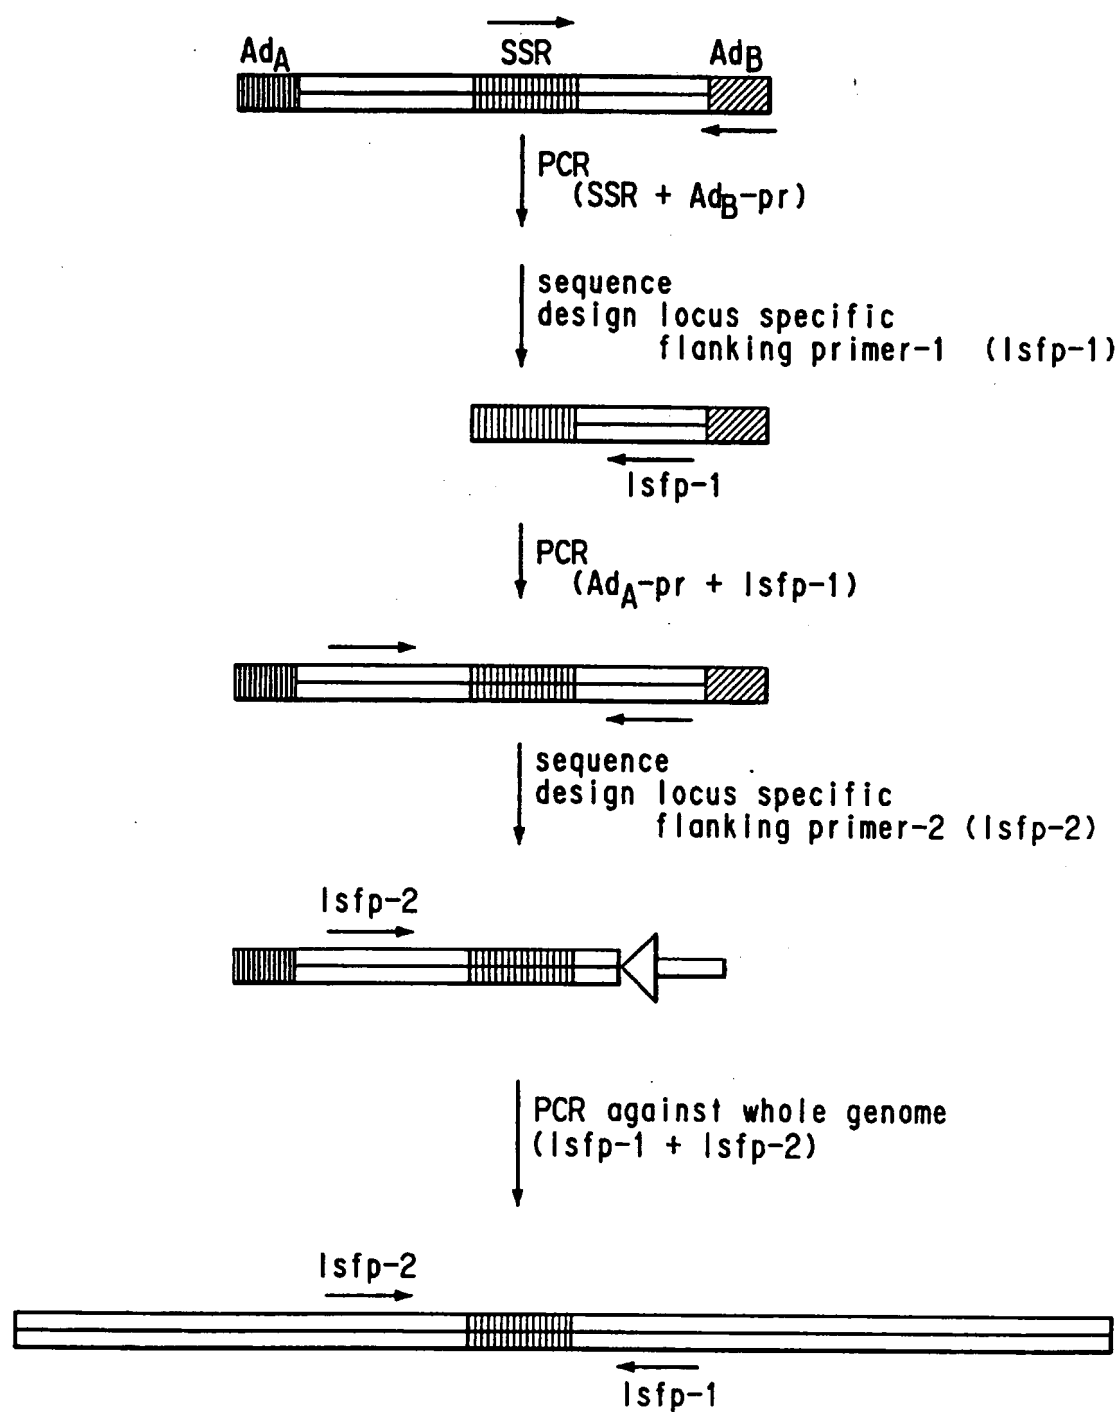 AdA SSR AdB
PCR
(SSR + AdB-pr)
sequence
design locus specific
flanking primer-1 (lsfp-1)
lsfp-1
PCR
(AdA-pr + lsfp-1)
sequence
design locus specific
flanking primer-2 (lsfp-2)
lsfp-2
PCR against whole genome
(lsfp-1 + lsfp-2)
lsfp-2
lsfp-1